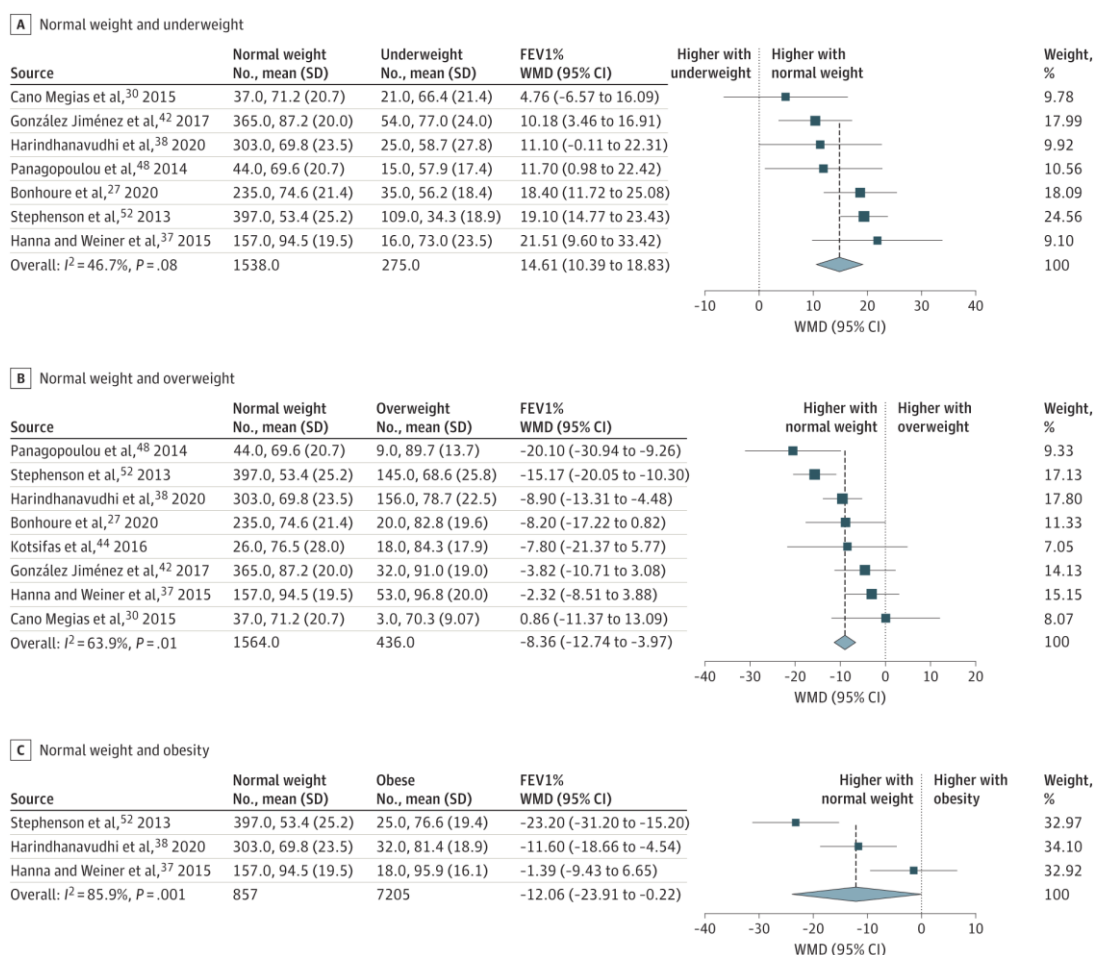 A Normal weight and underweight
Normal weight Underweight FEV1% Higher with Higher with Weight,
Source No., mean (SD) No., mean (SD) WMD (95% CI) underweight normal weight %
Cano Megias et al,30 2015 37.0, 71.2 (20.7) 21.0, 66.4 (21.4) 4.76 (-6.57 to 16.09) 9.78
González Jiménez et al,42 2017 365.0, 87.2 (20.0) 54.0, 77.0 (24.0) 10.18 (3.46 to 16.91) 17.99
Harindhanavudhi et al,38 2020 303.0, 69.8 (23.5) 25.0, 58.7 (27.8) 11.10 (-0.11 to 22.31) 9.92
Panagopoulou et al,48 2014 44.0, 69.6 (20.7) 15.0, 57.9 (17.4) 11.70 (0.98 to 22.42) 10.56
Bonhoure et al,27 2020 235.0, 74.6 (21.4) 35.0, 56.2 (18.4) 18.40 (11.72 to 25.08) 18.09
Stephenson et al,52 2013 397.0, 53.4 (25.2) 109.0, 34.3 (18.9) 19.10 (14.77 to 23.43) 24.56
Hanna and Weiner et al,37 2015 157.0, 94.5 (19.5) 16.0, 73.0 (23.5) 21.51 (9.60 to 33.42) 9.10
Overall: I2 = 46.7%, P = .08 1538.0 275.0 14.61 (10.39 to 18.83) 100
-10 0 10 20 30 40
WMD (95% CI)
B Normal weight and overweight
Normal weight Overweight FEV1% Higher with Higher with Weight,
Source No., mean (SD) No., mean (SD) WMD (95% CI) normal weight overweight %
Panagopoulou et al,48 2014 44.0, 69.6 (20.7) 9.0, 89.7 (13.7) -20.10 (-30.94 to -9.26) 9.33
Stephenson et al,52 2013 397.0, 53.4 (25.2) 145.0, 68.6 (25.8) -15.17 (-20.05 to -10.30) 17.13
Harindhanavudhi et al,38 2020 303.0, 69.8 (23.5) 156.0, 78.7 (22.5) -8.90 (-13.31 to -4.48) 17.80
Bonhoure et al,27 2020 235.0, 74.6 (21.4) 20.0, 82.8 (19.6) -8.20 (-17.22 to 0.82) 11.33
Kotsifas et al,44 2016 26.0, 76.5 (28.0) 18.0, 84.3 (17.9) -7.80 (-21.37 to 5.77) 7.05
González Jiménez et al,42 2017 365.0, 87.2 (20.0) 32.0, 91.0 (19.0) -3.82 (-10.71 to 3.08) 14.13
Hanna and Weiner et al,37 2015 157.0, 94.5 (19.5) 53.0, 96.8 (20.0) -2.32 (-8.51 to 3.88) 15.15
Cano Megias et al,30 2015 37.0, 71.2 (20.7) 3.0, 70.3 (9.07) 0.86 (-11.37 to 13.09) 8.07
Overall: I2 = 63.9%, P = .01 1564.0 436.0 -8.36 (-12.74 to -3.97) 100
-40 -30 -20 -10 0 10 20
WMD (95% CI)
C Normal weight and obesity
Normal weight Obese FEV1% Higher with Higher with Weight,
Source No., mean (SD) No., mean (SD) WMD (95% CI) normal weight obesity %
Stephenson et al,52 2013 397.0, 53.4 (25.2) 25.0, 76.6 (19.4) -23.20 (-31.20 to -15.20) 32.97
Harindhanavudhi et al,38 2020 303.0, 69.8 (23.5) 32.0, 81.4 (18.9) -11.60 (-18.66 to -4.54) 34.10
Hanna and Weiner et al,37 2015 157.0, 94.5 (19.5) 18.0, 95.9 (16.1) -1.39 (-9.43 to 6.65) 32.92
Overall: I2 = 85.9%, P = .001 857 7205 -12.06 (-23.91 to -0.22) 100
-40 -30 -20 -10 0 10
WMD (95% CI)